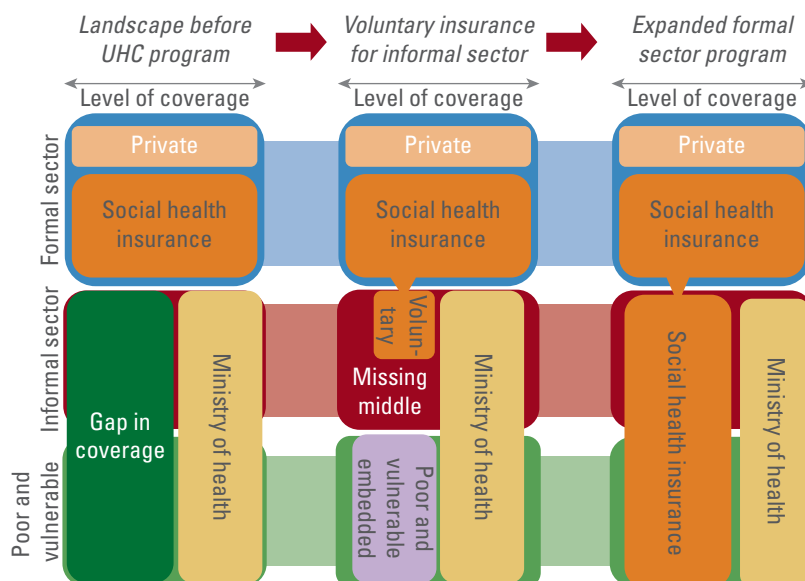 Landscape before
UHC program
Voluntary insurance
for informal sector
Expanded formal
sector program
Level of coverage
Level of coverage
Level of coverage
Formal sector
Private
Social health
insurance
Private
Social health
insurance
Private
Social health
insurance
Informal sector
Gap in
coverage
Ministry of health
Volun-
tary
Missing
middle
Ministry of health
Social health insurance
Ministry of health
Poor and
vulnerable
Poor and
vulnerable
embedded